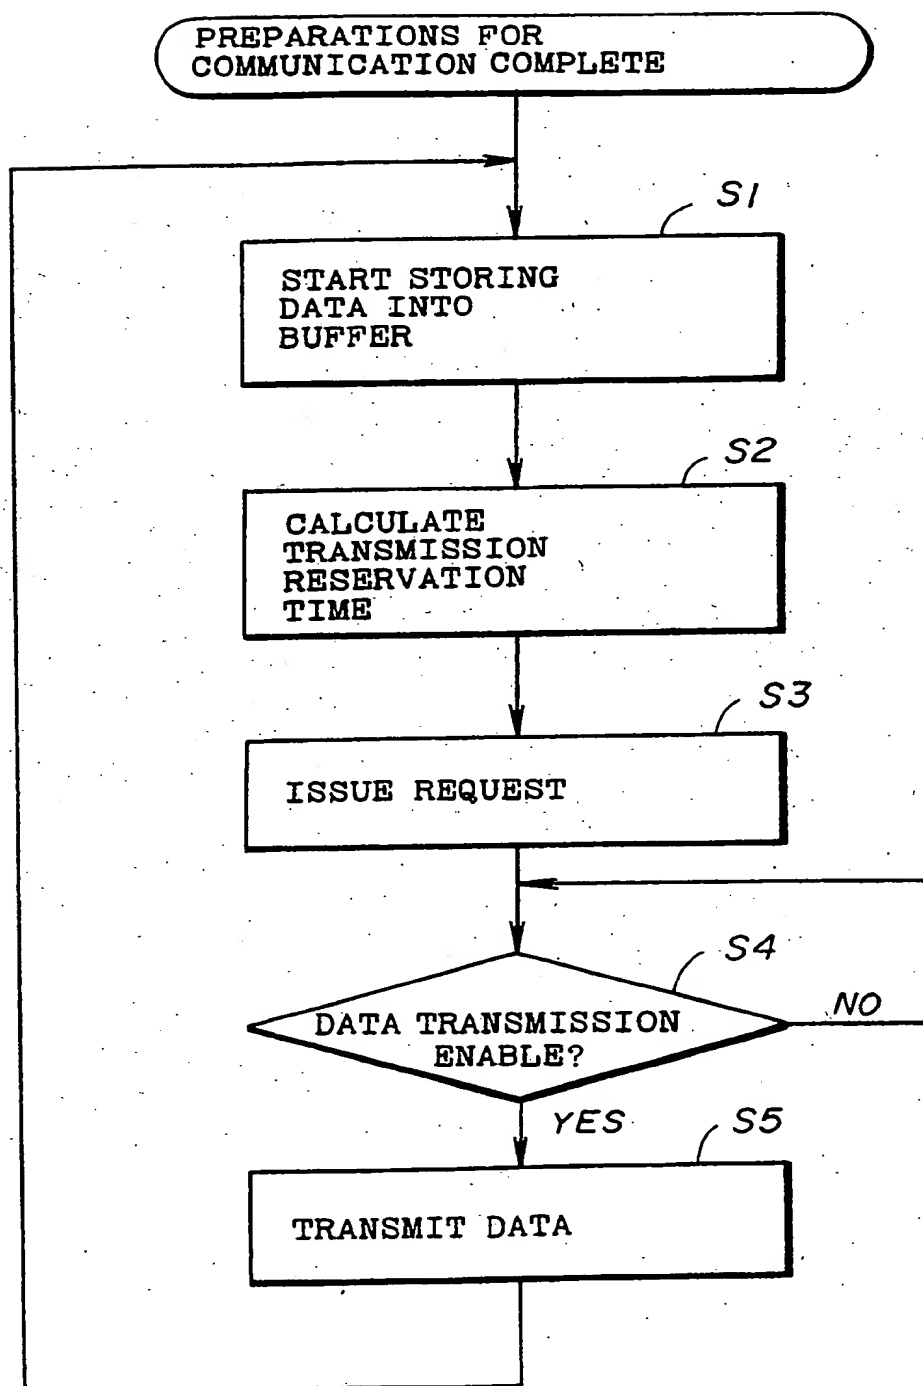 PREPARATIONS FOR
COMMUNICATION COMPLETE
S1
START STORING
DATA INTO
BUFFER
S2
CALCULATE
TRANSMISSION
RESERVATION
TIME
S3
ISSUE REQUEST
S4
DATA TRANSMISSION
ENABLE?
NO
YES
S5
TRANSMIT DATA